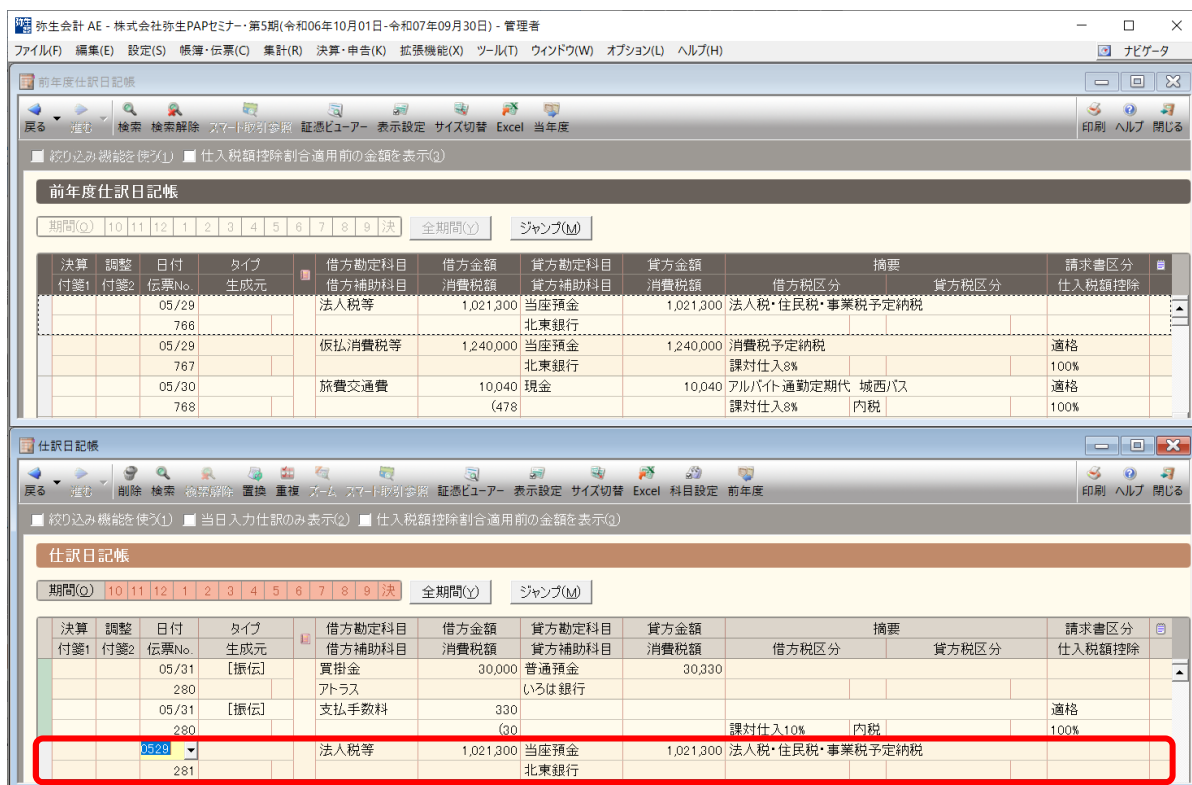 弥生会計 AE - 株式会社弥生PAPセミナー・第5期(令和06年10月01日-令和07年09月30日) - 管理者
ファイル(F) 編集(E) 設定(S) 帳簿・伝票(C) 集計(R) 決算・申告(K) 拡張機能(X) ツール(T) ウィンドウ(W) オプション(L) ヘルプ(H) ナビゲータ
前年度仕訳日記帳
戻る 進む 検索 検索解除 スマート取引参照 証憑ビューアー 表示設定 サイズ切替 Excel 当年度 印刷 ヘルプ 閉じる
絞り込み機能を使う(1) 仕入税額控除割合適用前の金額を表示(3)
前年度仕訳日記帳
期間(Q) 10 11 12 1 2 3 4 5 6 7 8 9 決 全期間(Y) ジャンプ(M)
決算 調整 日付 タイプ 借方勘定科目 借方金額 貸方勘定科目 貸方金額 摘要 請求書区分
付箋1 付箋2 伝票No. 生成元 借方補助科目 消費税額 貸方補助科目 消費税額 借方税区分 貸方税区分 仕入税額控除
05/29 法人税等 1,021,300 当座預金 1,021,300 法人税・住民税・事業税予定納税
766 北東銀行
05/29 仮払消費税等 1,240,000 当座預金 1,240,000 消費税予定納税 適格
767 北東銀行 課対仕入8% 100%
05/30 旅費交通費 10,040 現金 10,040 アルバイト通勤定期代 城西バス 適格
768 (478 課対仕入8% 内税 100%
仕訳日記帳
戻る 進む 削除 検索 検索解除 置換 重複 ズーム スマート取引参照 証憑ビューアー 表示設定 サイズ切替 Excel 科目設定 前年度 印刷 ヘルプ 閉じる
絞り込み機能を使う(1) 当日入力仕訳のみ表示(2) 仕入税額控除割合適用前の金額を表示(3)
仕訳日記帳
期間(Q) 10 11 12 1 2 3 4 5 6 7 8 9 決 全期間(Y) ジャンプ(M)
決算 調整 日付 タイプ 借方勘定科目 借方金額 貸方勘定科目 貸方金額 摘要 請求書区分
付箋1 付箋2 伝票No. 生成元 借方補助科目 消費税額 貸方補助科目 消費税額 借方税区分 貸方税区分 仕入税額控除
05/31 [振伝] 買掛金 30,000 普通預金 30,330
280 アトラス いろは銀行
05/31 [振伝] 支払手数料 330 適格
280 (30 課対仕入10% 内税 100%
0529 法人税等 1,021,300 当座預金 1,021,300 法人税・住民税・事業税予定納税
281 北東銀行